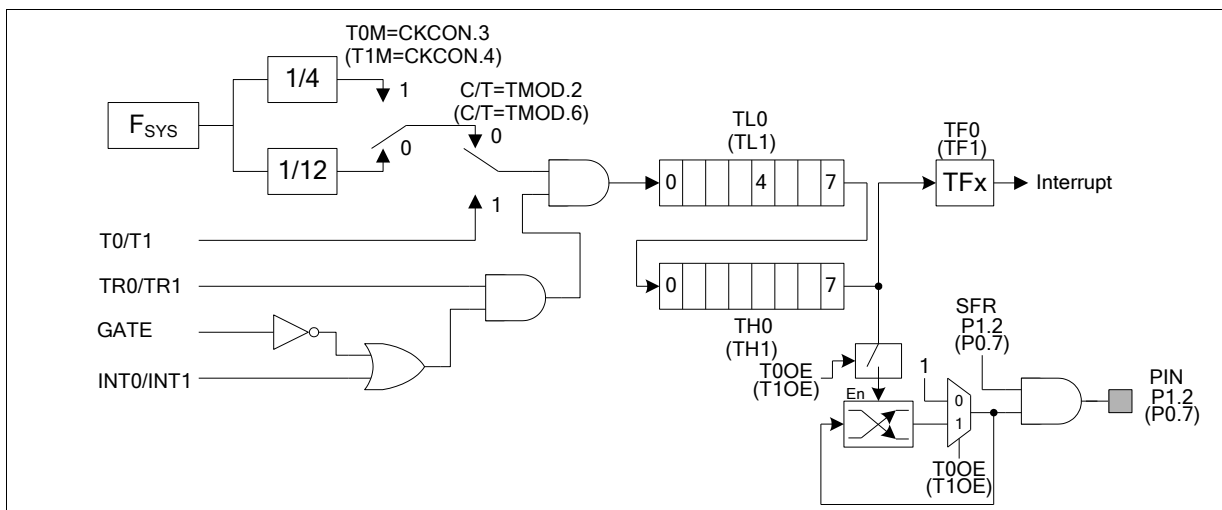 T0M=CKCON.3
(T1M=CKCON.4)
1/4
1
C/T=TMOD.2
(C/T=TMOD.6)
FSYS
0
0
1/12
1
TL0
(TL1)
0 4 7
TF0
(TF1)
TFx
Interrupt
T0/T1
TR0/TR1
0 7
TH0
(TH1)
GATE
INT0/INT1
SFR
P1.2
(P0.7)
T0OE
(T1OE)
1
En
0
1
PIN
P1.2
(P0.7)
T0OE
(T1OE)